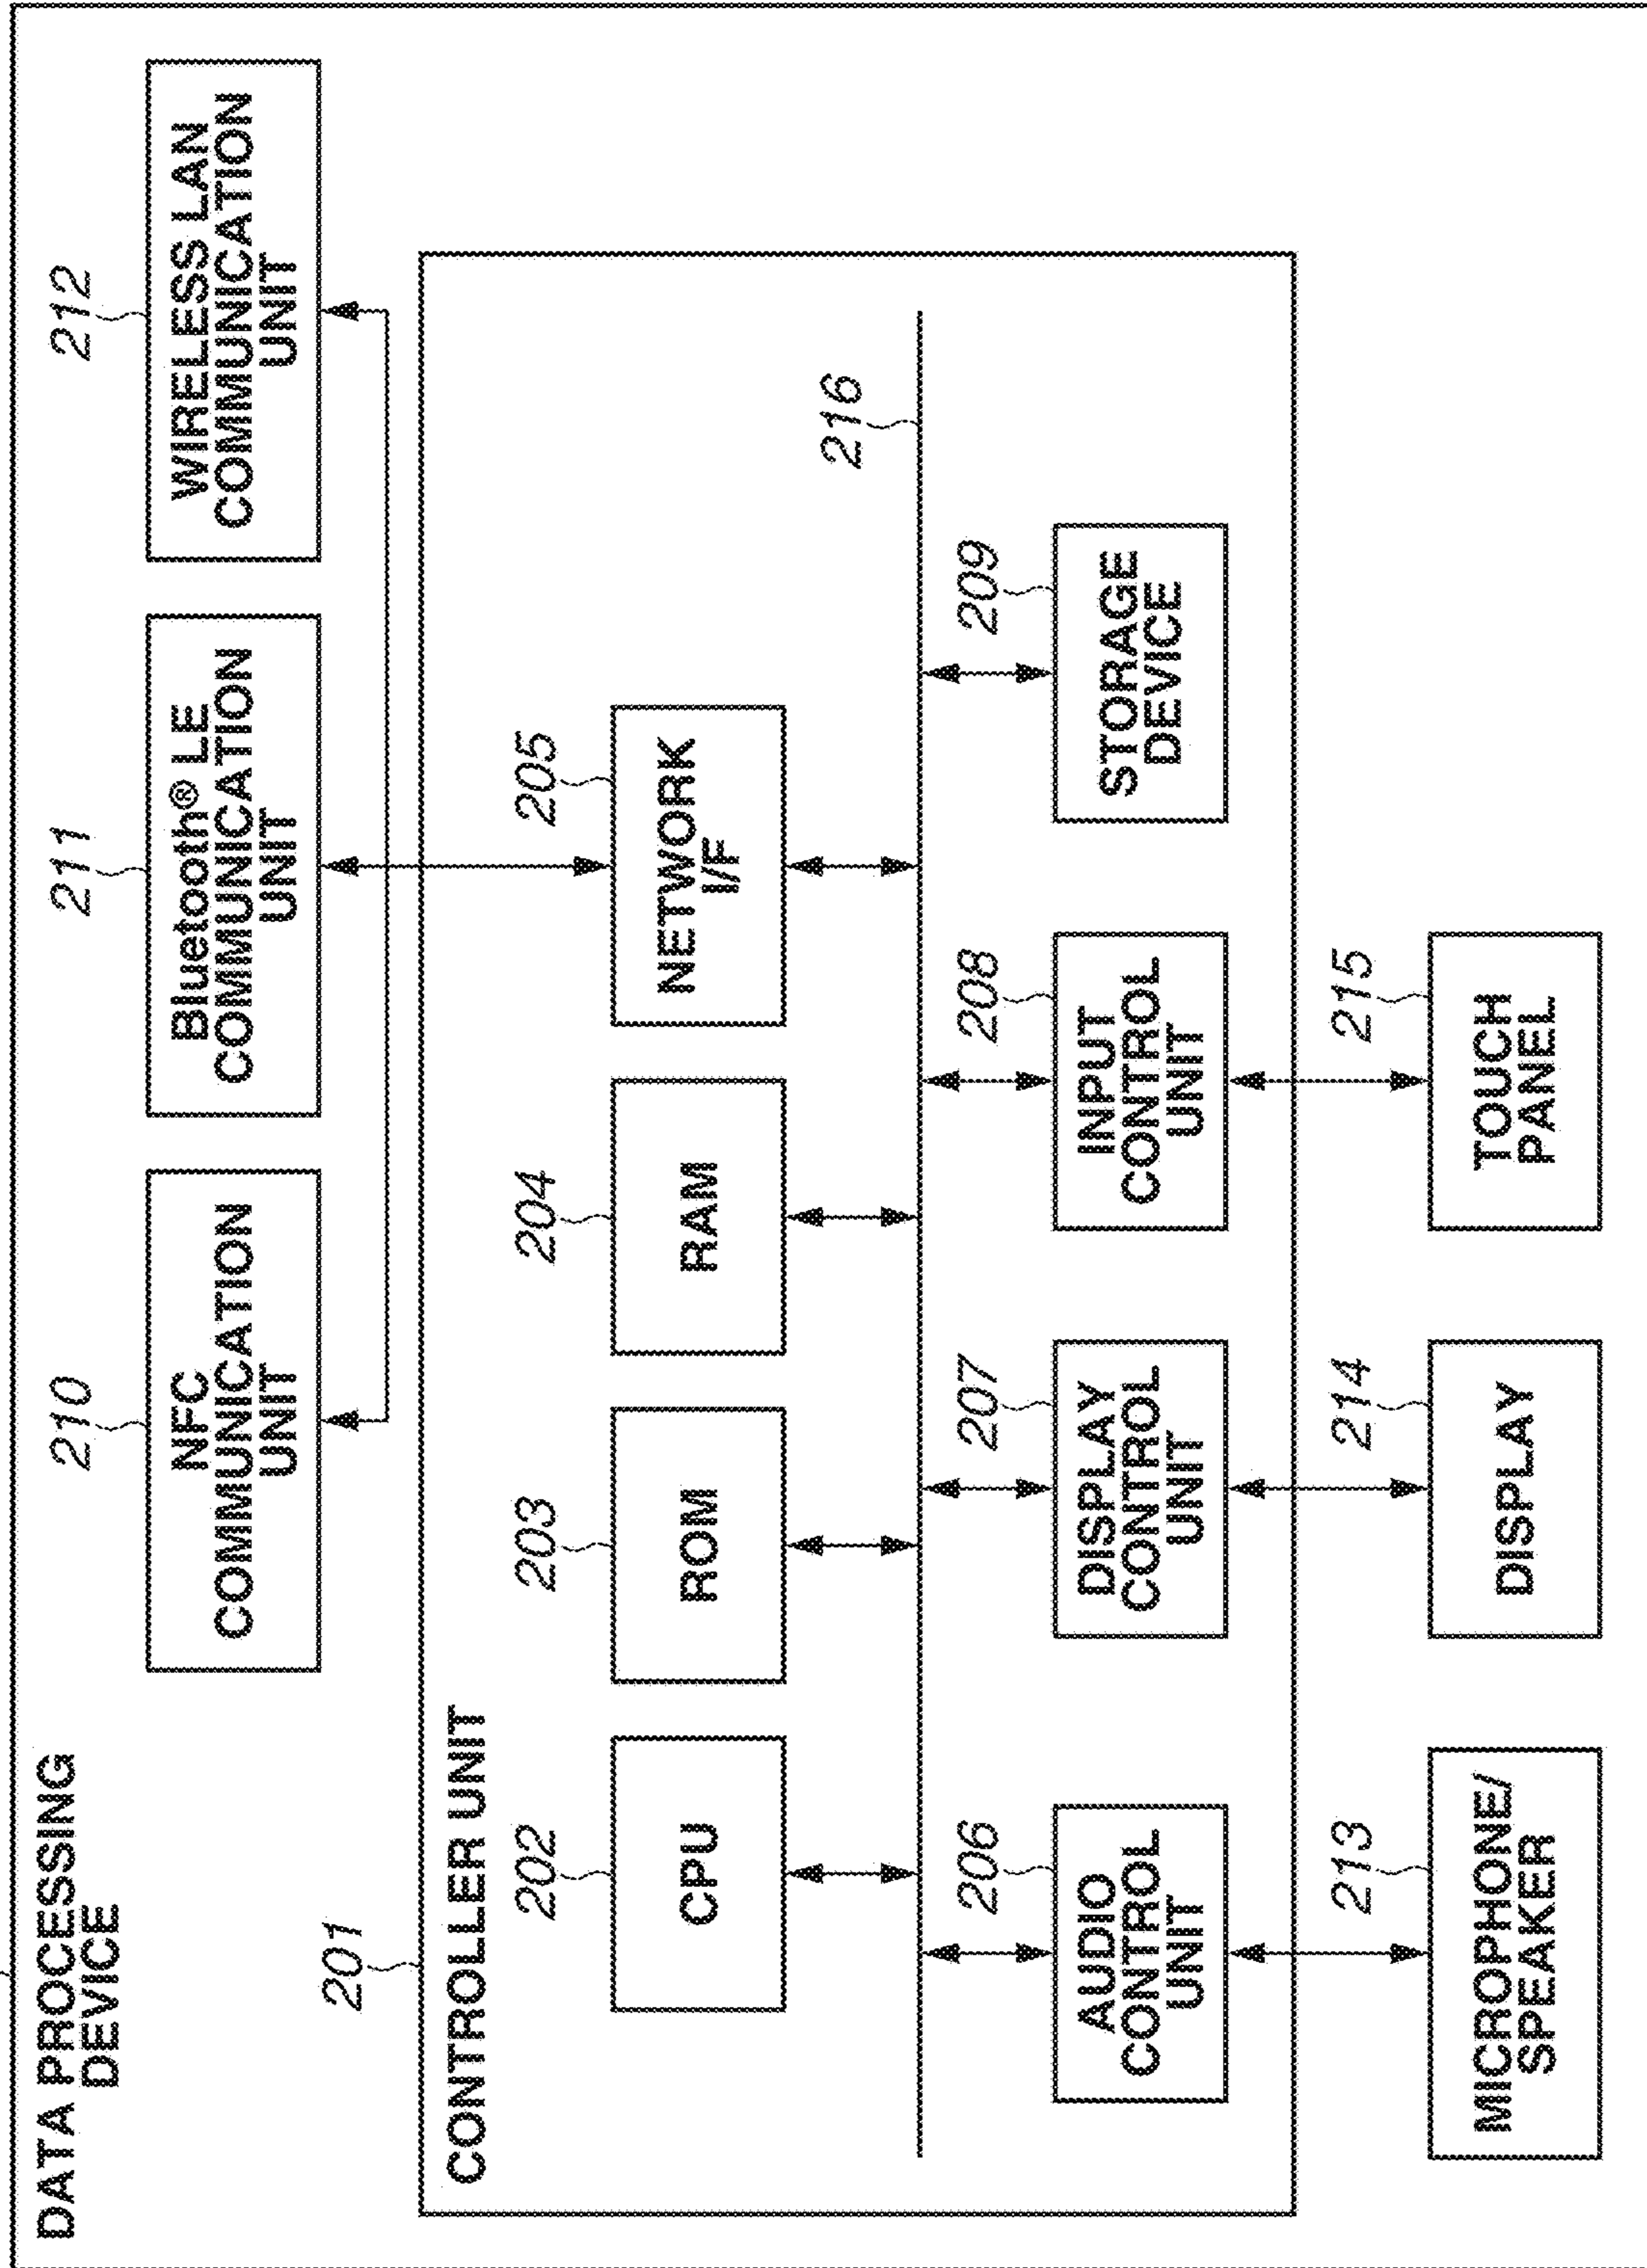 DATA PROCESSING
DEVICE
210
NFC
COMMUNICATION
UNIT
211
Bluetooth® LE
COMMUNICATION
UNIT
212
WIRELESS LAN
COMMUNICATION
UNIT
201
CONTROLLER UNIT
202
CPU
203
ROM
204
RAM
205
NETWORK
I/F
216
206
AUDIO
CONTROL
UNIT
207
DISPLAY
CONTROL
UNIT
208
INPUT
CONTROL
UNIT
209
STORAGE
DEVICE
213
MICROPHONE/
SPEAKER
214
DISPLAY
215
TOUCH
PANEL